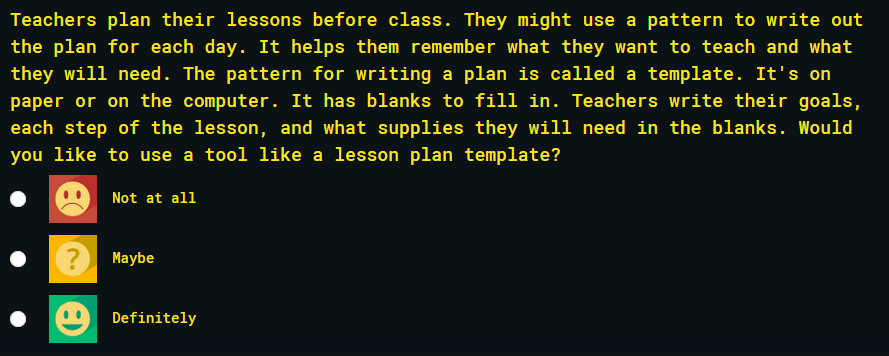 Teachers plan their lessons before class. They might use a pattern to write out
the plan for each day. It helps them remember what they want to teach and what
they will need. The pattern for writing a plan is called a template. It's on
paper or on the computer. It has blanks to fill in. Teachers write their goals,
each step of the lesson, and what supplies they will need in the blanks. Would
you like to use a tool like a lesson plan template?
Not at all
?
Maybe
Definitely